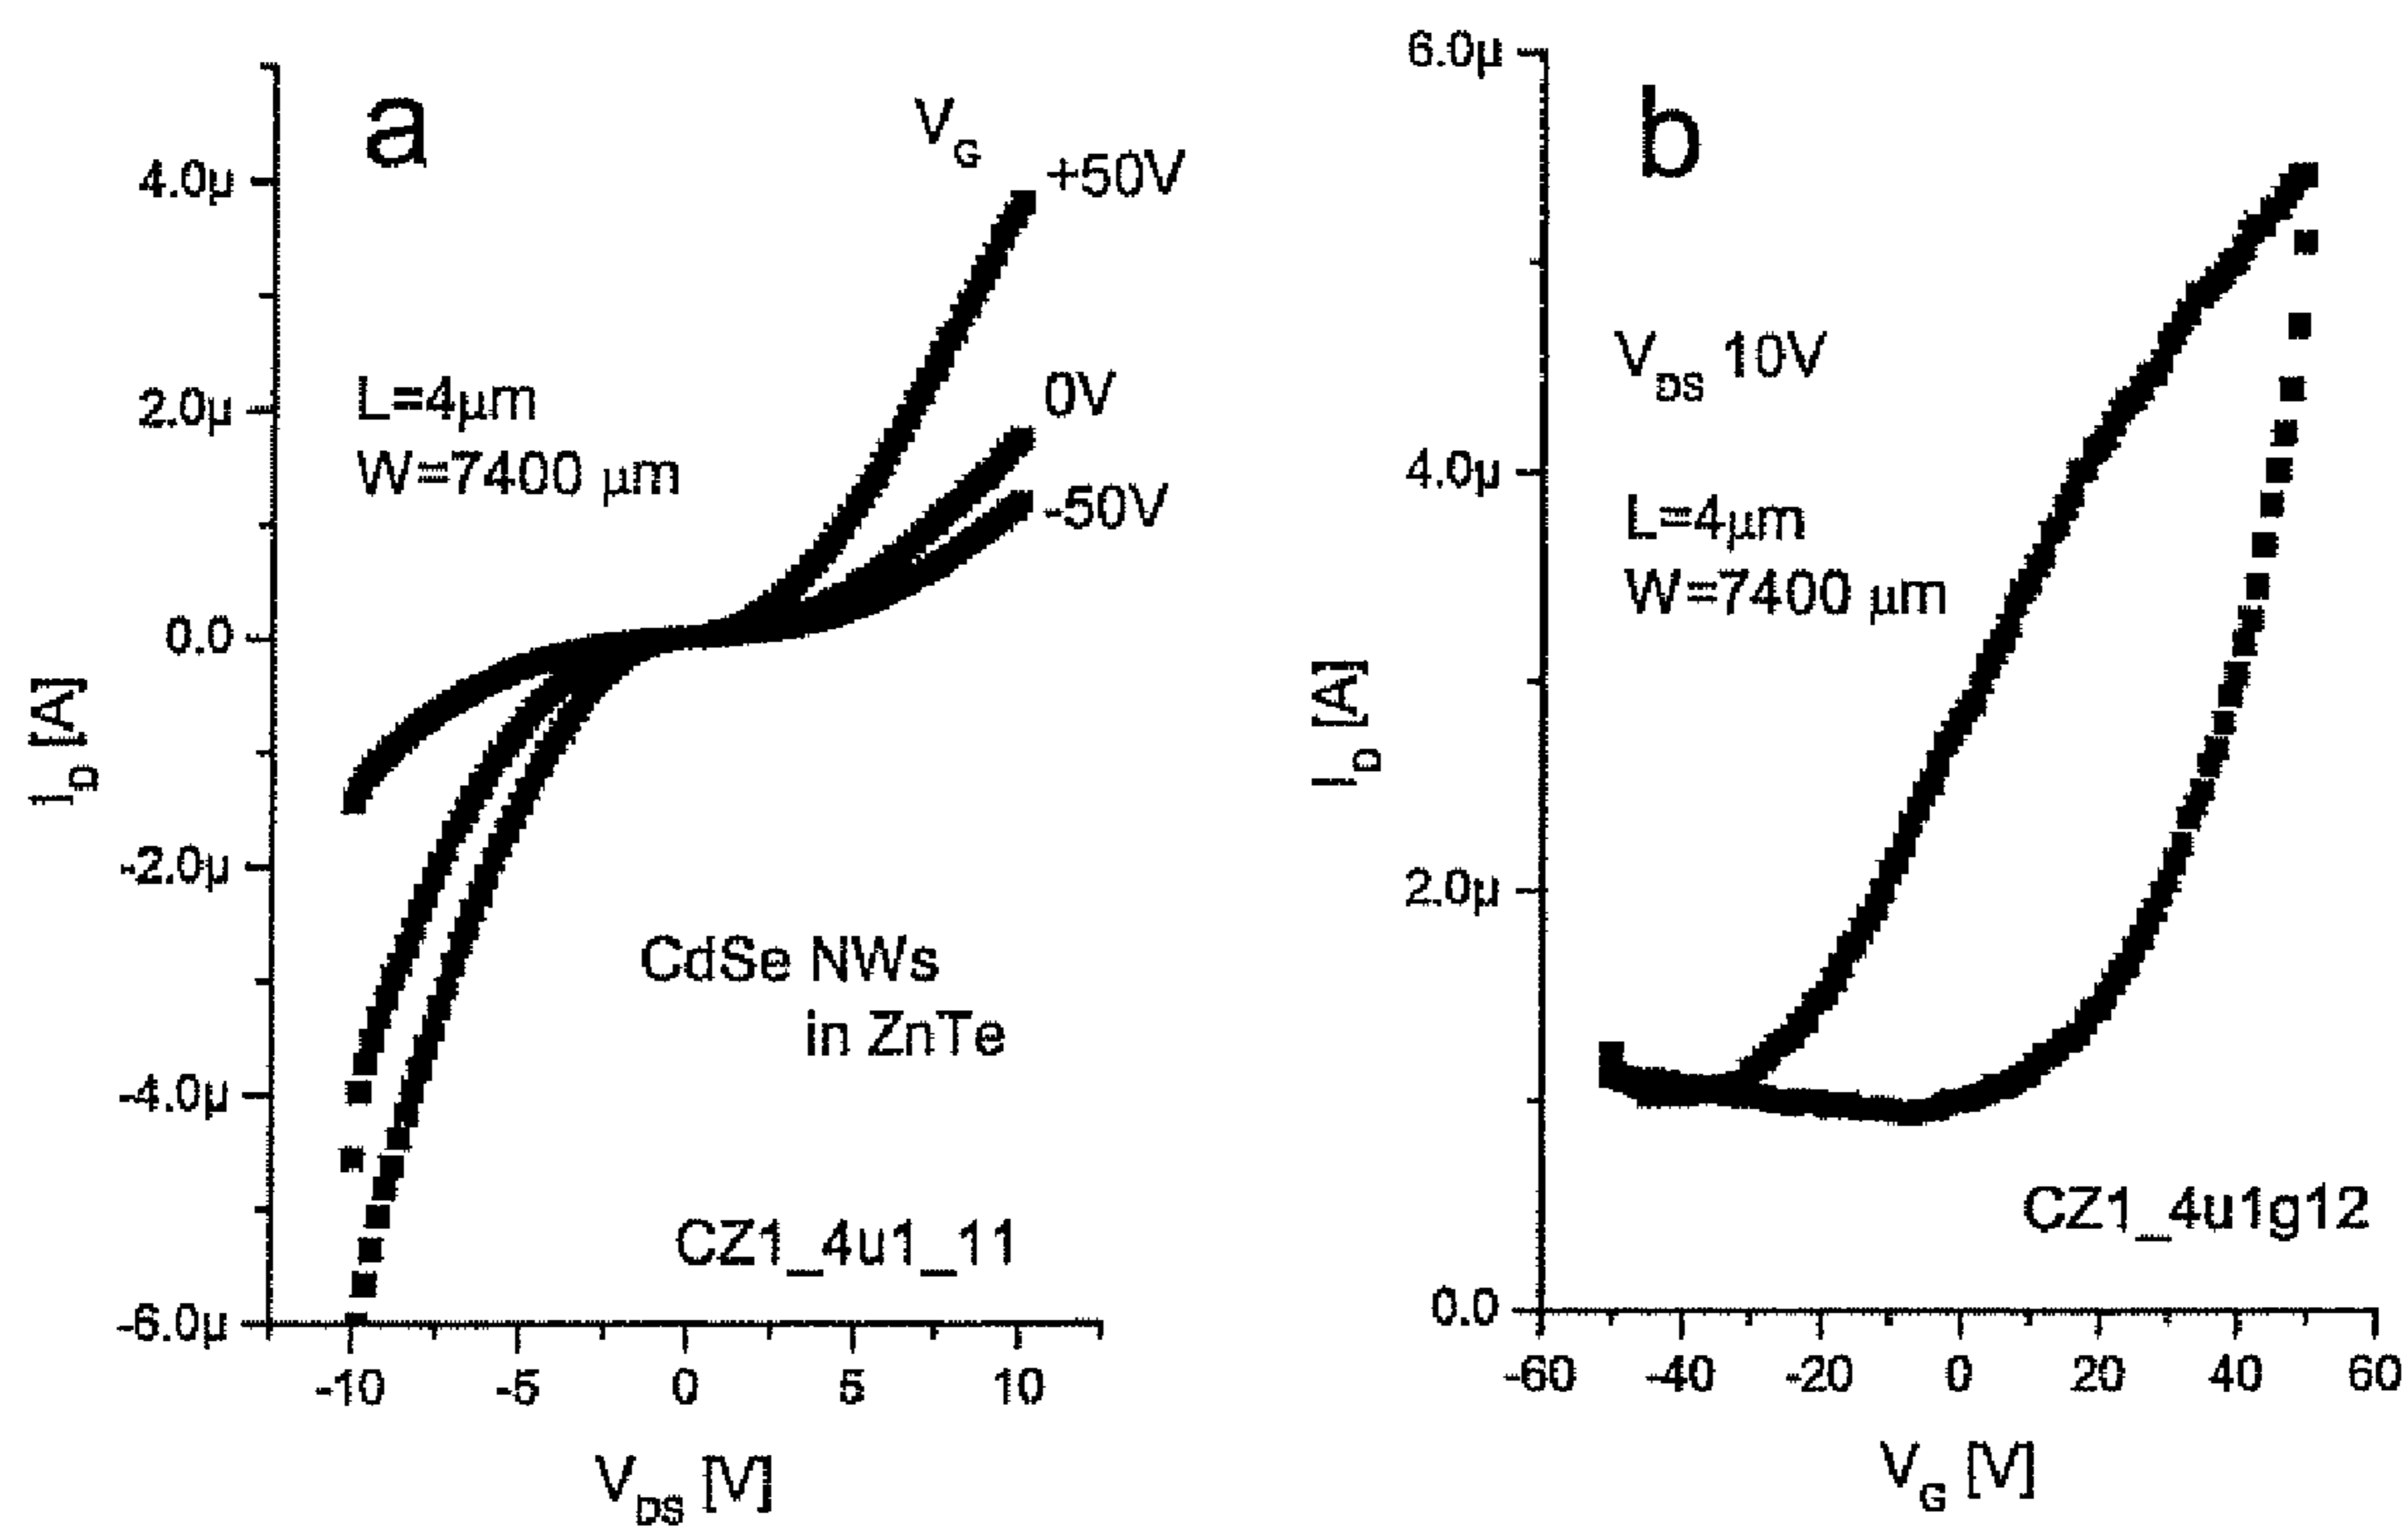 a
V_G
+50V
0V
-50V
4.0μ
2.0μ
0.0
-2.0μ
-4.0μ
-6.0μ
L=4μm
W=7400 μm
I_D [A]
CdSe NWs
in ZnTe
CZ1_4u1_11
-10 -5 0 5 10
V_DS [V]
b
6.0μ
4.0μ
2.0μ
0.0
V_DS 10V
L=4μm
W=7400 μm
I_D [A]
CZ1_4u1g12
-60 -40 -20 0 20 40 60
V_G [V]